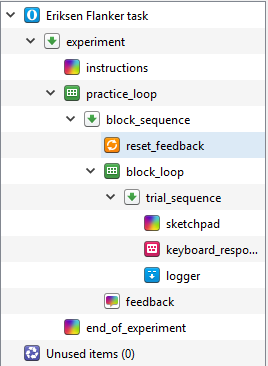 Eriksen Flanker task
experiment
instructions
practice_loop
block_sequence
reset_feedback
block_loop
trial_sequence
sketchpad
keyboard_respo...
logger
feedback
end_of_experiment
Unused items (0)